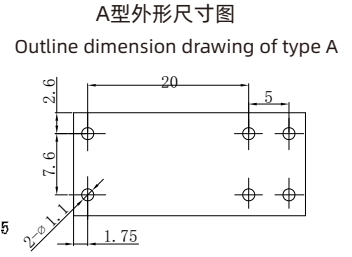 A型外形尺寸图
Outline dimension drawing of type A
20
5
2.6
7.6
5
2-ø1.1
1.75